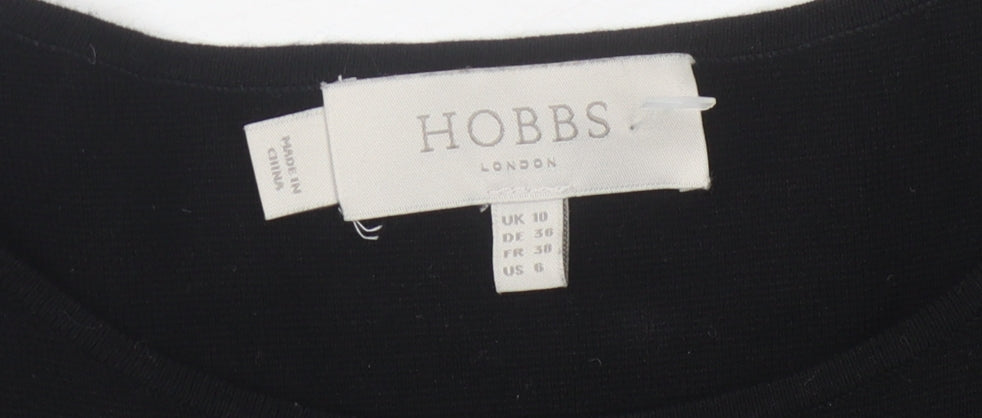 MADE IN
CHINA
HOBBS
LONDON
UK 10
DE 36
FR 38
US 6